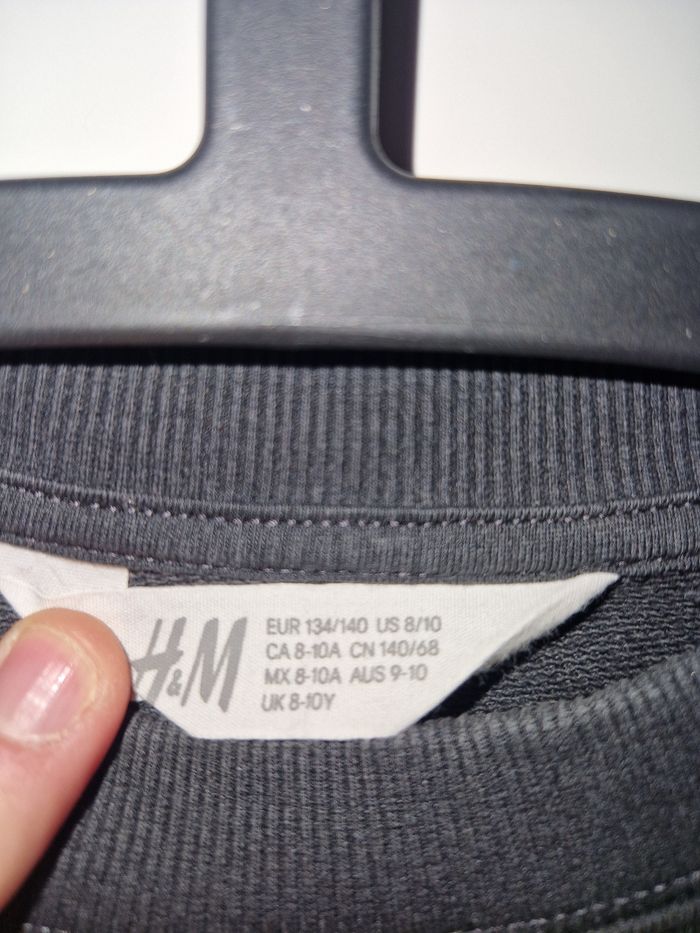 H&M
EUR 134/140 US 8/10
CA 8-10A CN 140/68
MX 8-10A AUS 9-10
UK 8-10Y